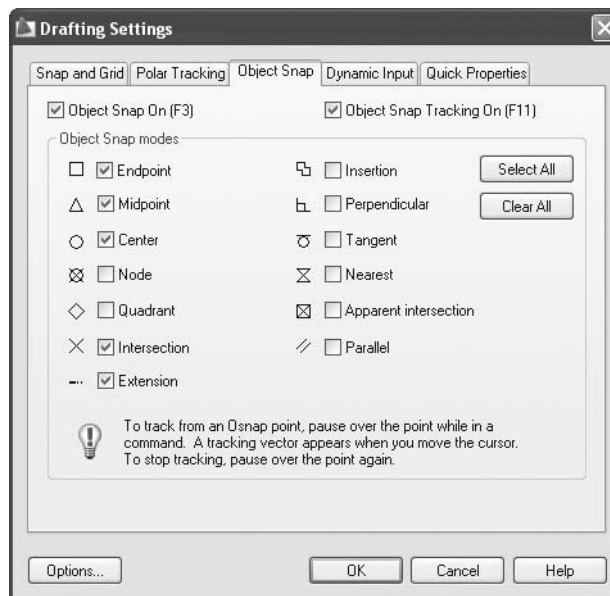 Drafting Settings
Snap and Grid Polar Tracking Object Snap Dynamic Input Quick Properties
Object Snap On (F3) Object Snap Tracking On (F11)
Object Snap modes
Endpoint Insertion Select All
Midpoint Perpendicular Clear All
Center Tangent
Node Nearest
Quadrant Apparent intersection
Intersection Parallel
Extension
To track from an Osnap point, pause over the point while in a
command. A tracking vector appears when you move the cursor.
To stop tracking, pause over the point again.
Options... OK Cancel Help